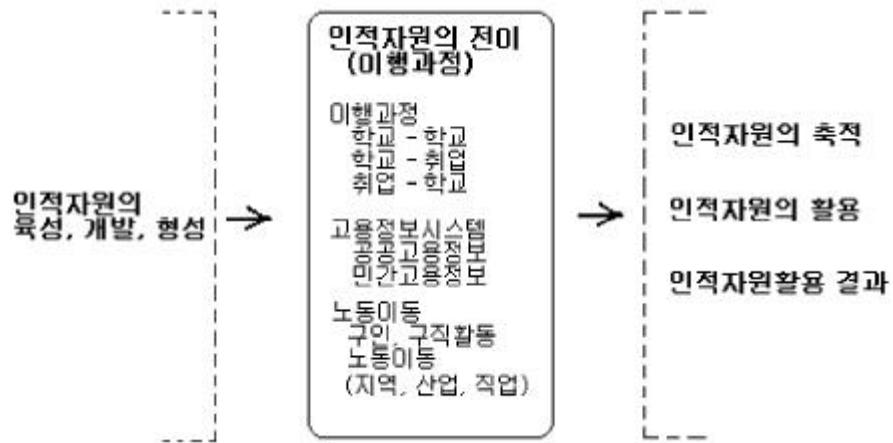 인적자원의
육성, 개발, 형성
인적자원의 전이
(이행과정)
이행과정
학교 - 학교
학교 - 취업
취업 - 학교
고용정보시스템
공공고용정보
민간고용정보
노동이동
구인, 구직활동
노동이동
(지역, 산업, 직업)
인적자원의 축적
인적자원의 활용
인적자원활용 결과